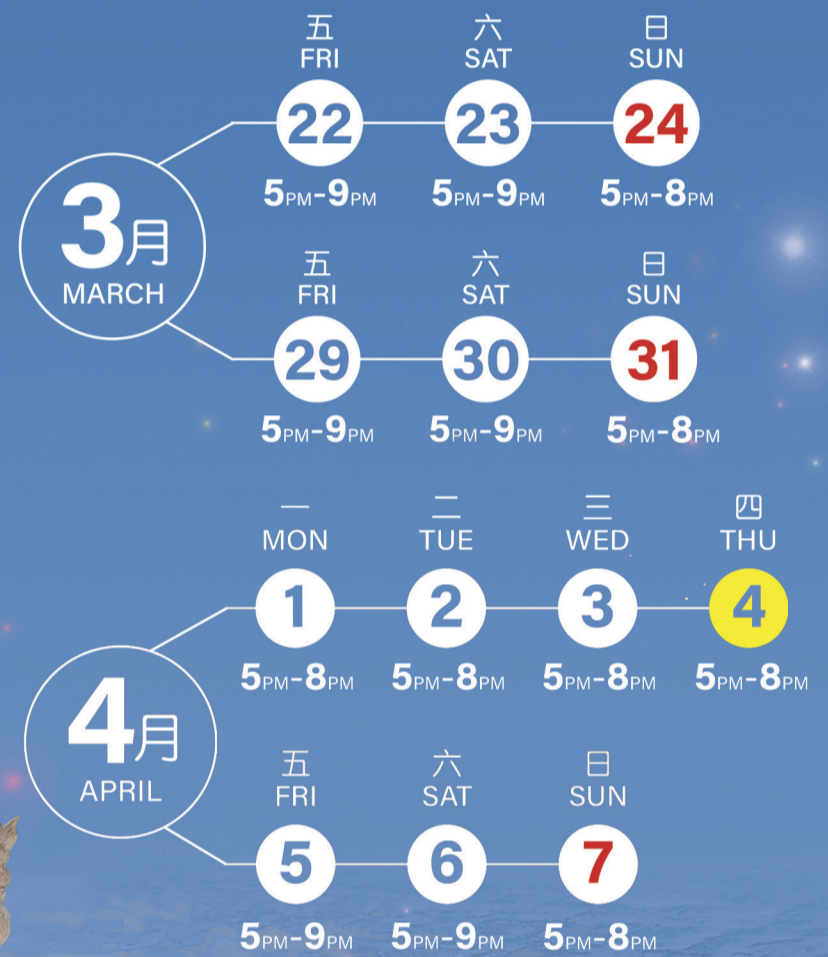 五 六 日
FRI SAT SUN
22 23 24
5PM-9PM 5PM-9PM 5PM-8PM
3月
MARCH
五 六 日
FRI SAT SUN
29 30 31
5PM-9PM 5PM-9PM 5PM-8PM
一 二 三 四
MON TUE WED THU
1 2 3 4
5PM-8PM 5PM-8PM 5PM-8PM 5PM-8PM
4月
APRIL
五 六 日
FRI SAT SUN
5 6 7
5PM-9PM 5PM-9PM 5PM-8PM